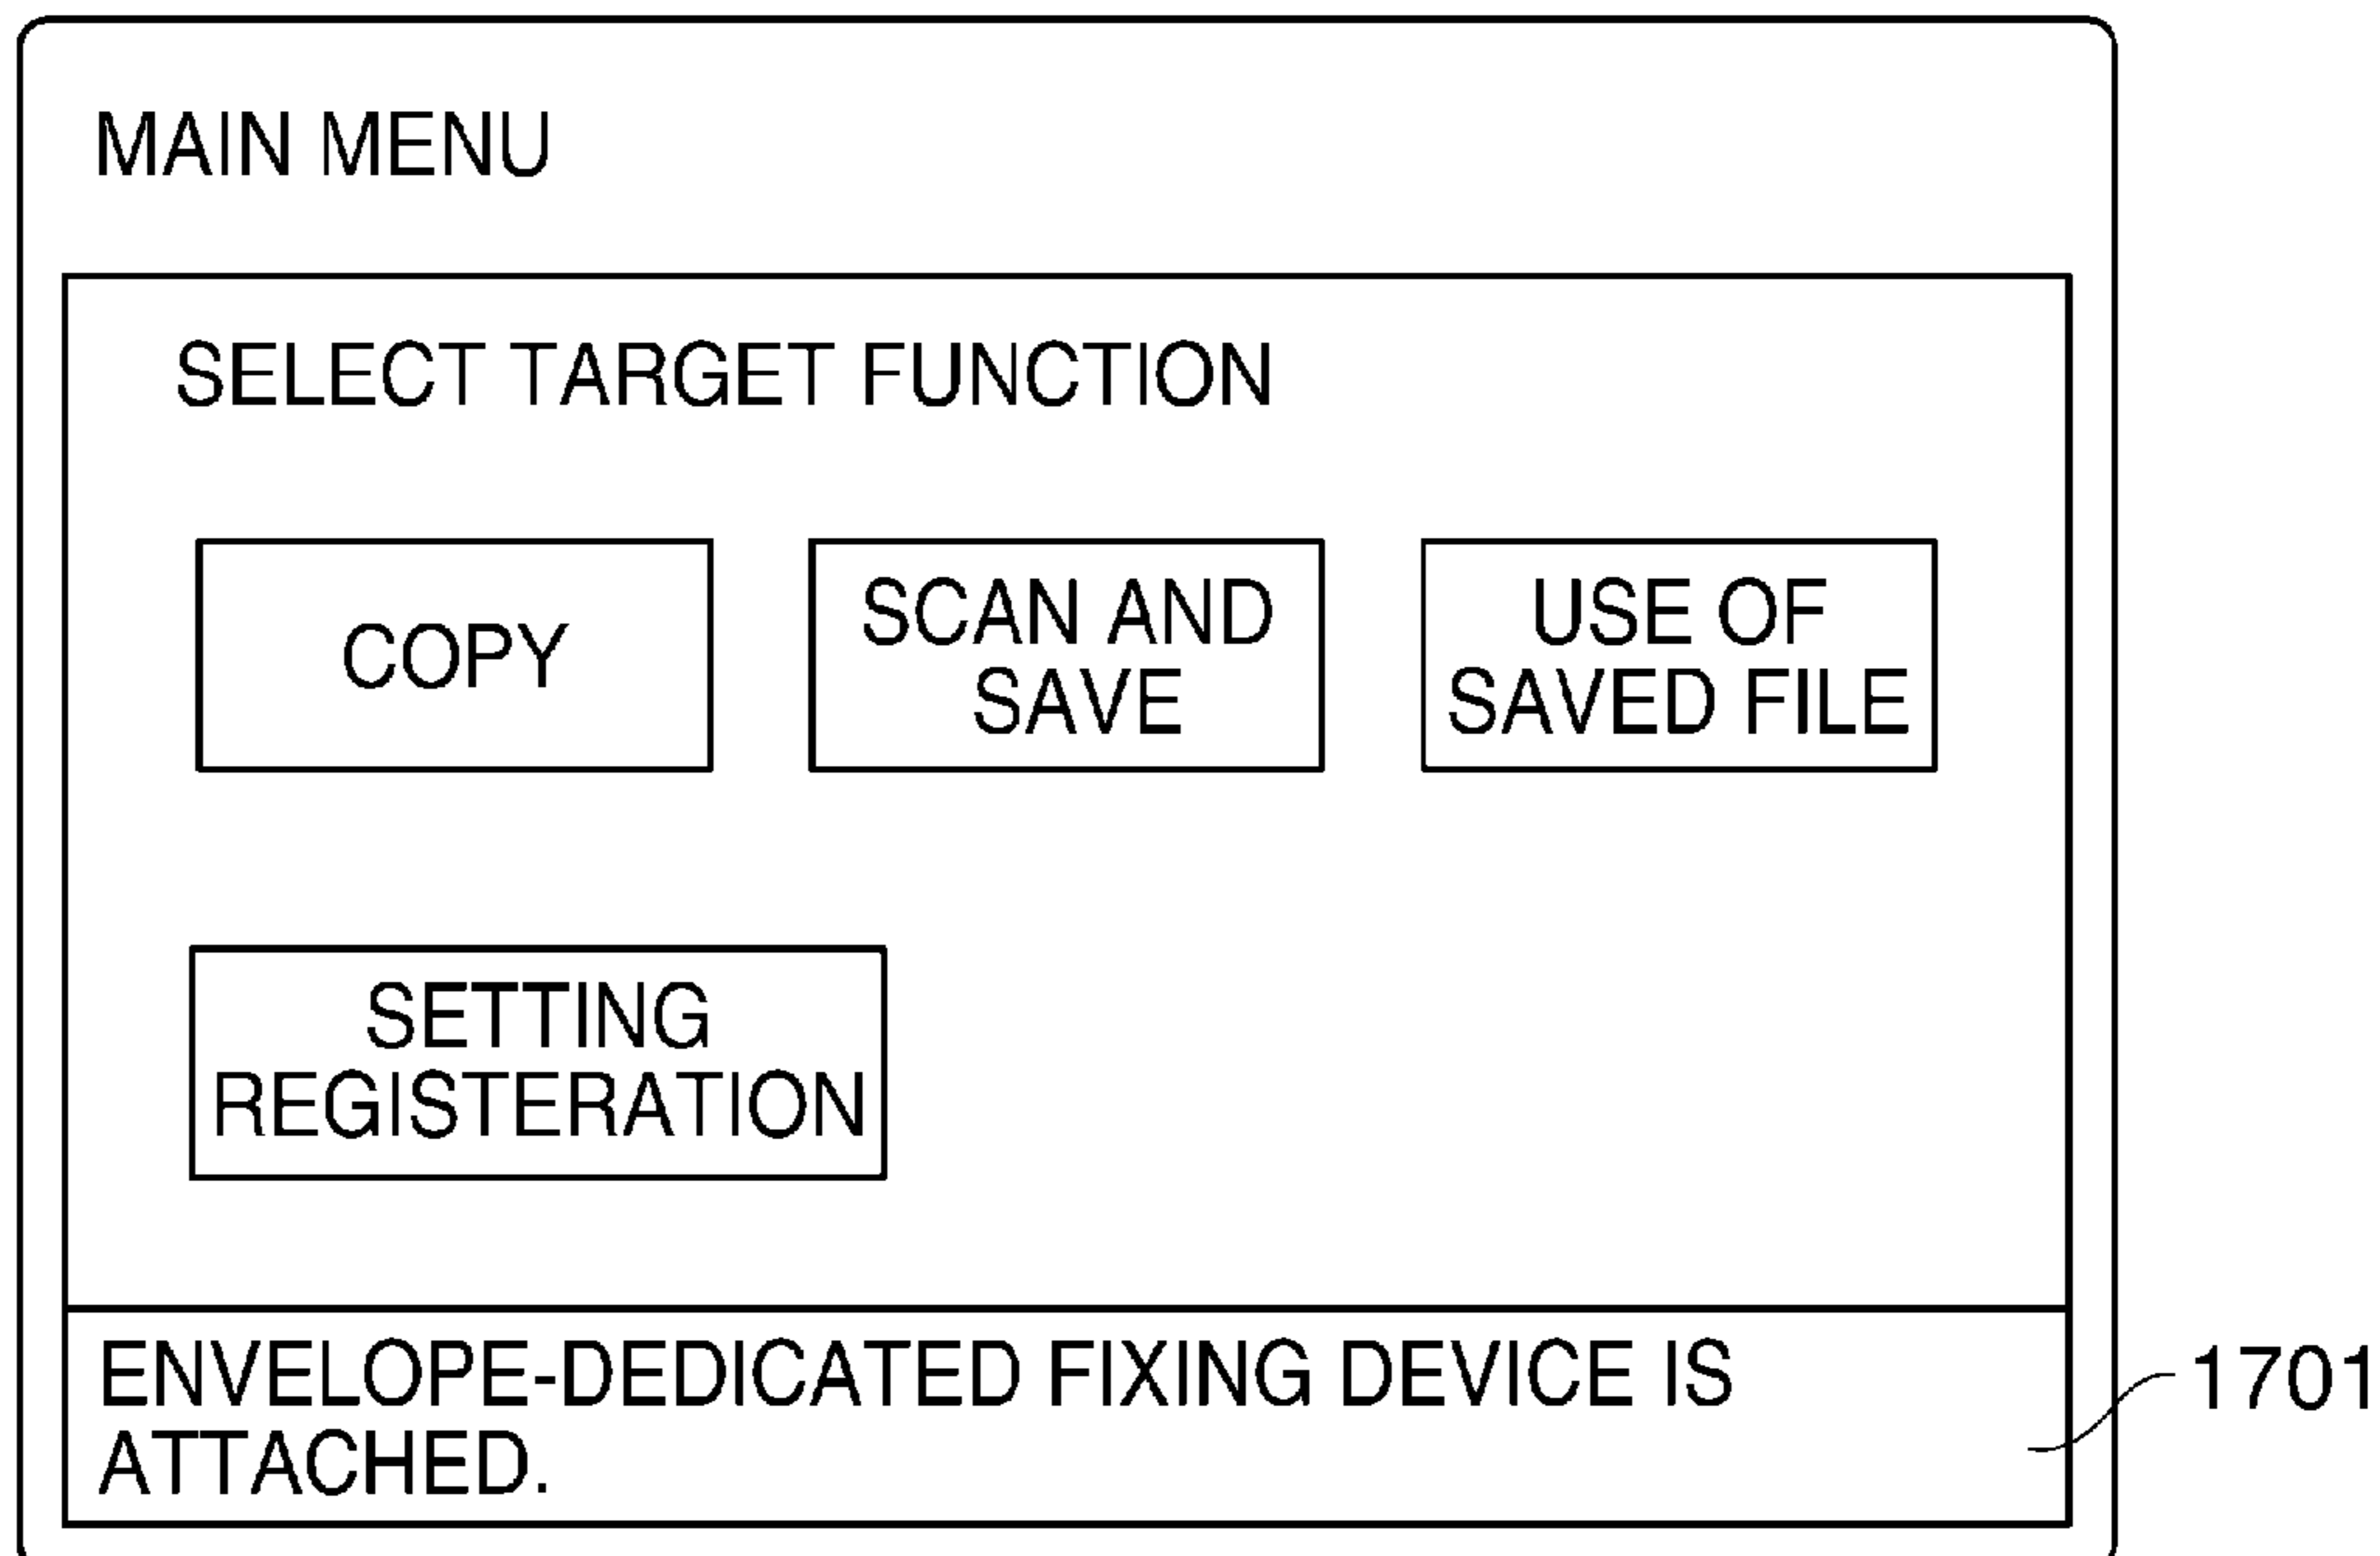 MAIN MENU
SELECT TARGET FUNCTION
COPY
SCAN AND
SAVE
USE OF
SAVED FILE
SETTING
REGISTERATION
ENVELOPE-DEDICATED FIXING DEVICE IS
ATTACHED.
1701